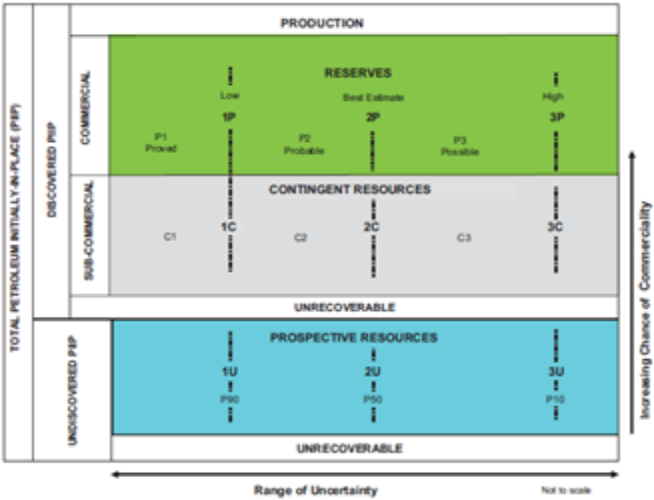 PRODUCTION
TOTAL PETROLEUM INITIALLY-IN-PLACE (PIIP)
DISCOVERED PIIP
COMMERCIAL
RESERVES
Low
Best Estimate
High
1P
2P
3P
P1
Proved
P2
Probable
P3
Possible
SUB-COMMERCIAL
CONTINGENT RESOURCES
1C
2C
3C
C1
C2
C3
UNRECOVERABLE
UNDISCOVERED PIIP
PROSPECTIVE RESOURCES
1U
2U
3U
P90
P50
P10
UNRECOVERABLE
Increasing Chance of Commerciality
Range of Uncertainty
Not to scale